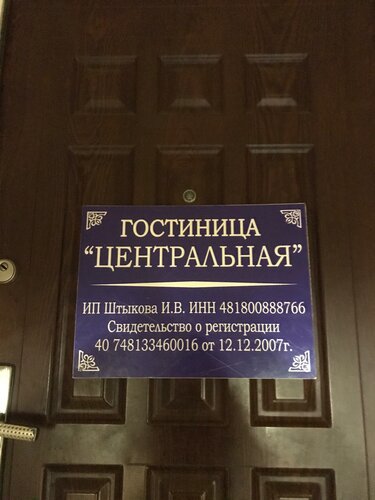 ГОСТИНИЦА
“ЦЕНТРАЛЬНАЯ”
ИП Штыкова И.В. ИНН 481800888766
Свидетельство о регистрации
40 748133460016 от 12.12.2007г.